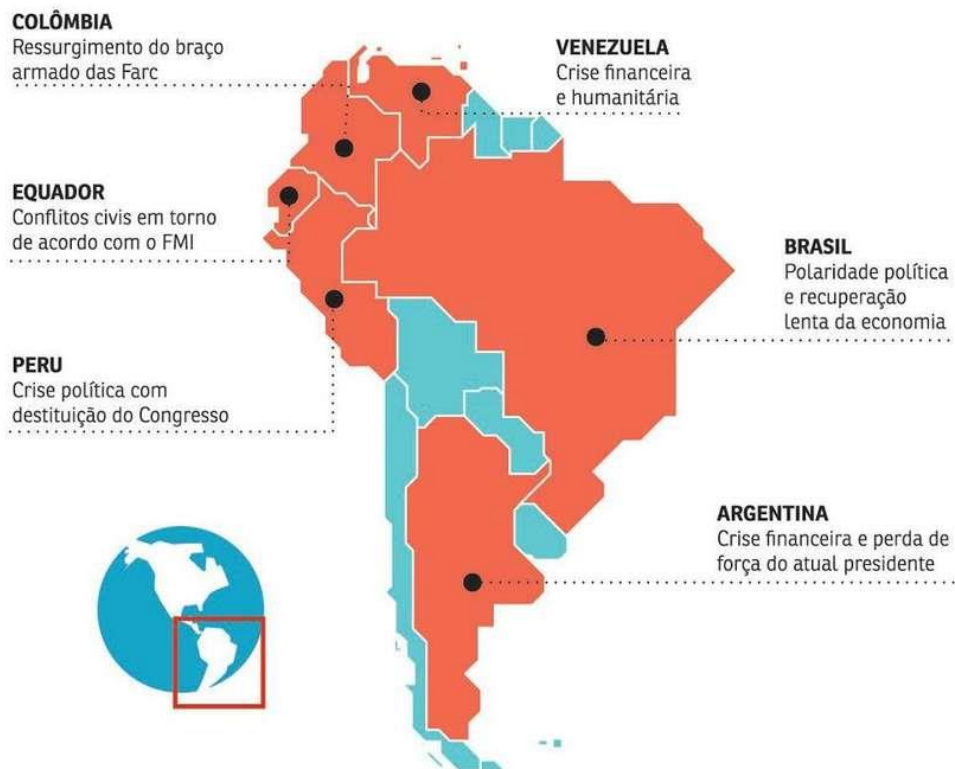 COLÔMBIA
Ressurgimento do braço
armado das Farc
VENEZUELA
Crise financeira
e humanitária
EQUADOR
Conflitos civis em torno
de acordo com o FMI
BRASIL
Polaridade política
e recuperação
lenta da economia
PERU
Crise política com
destituição do Congresso
ARGENTINA
Crise financeira e perda de
força do atual presidente